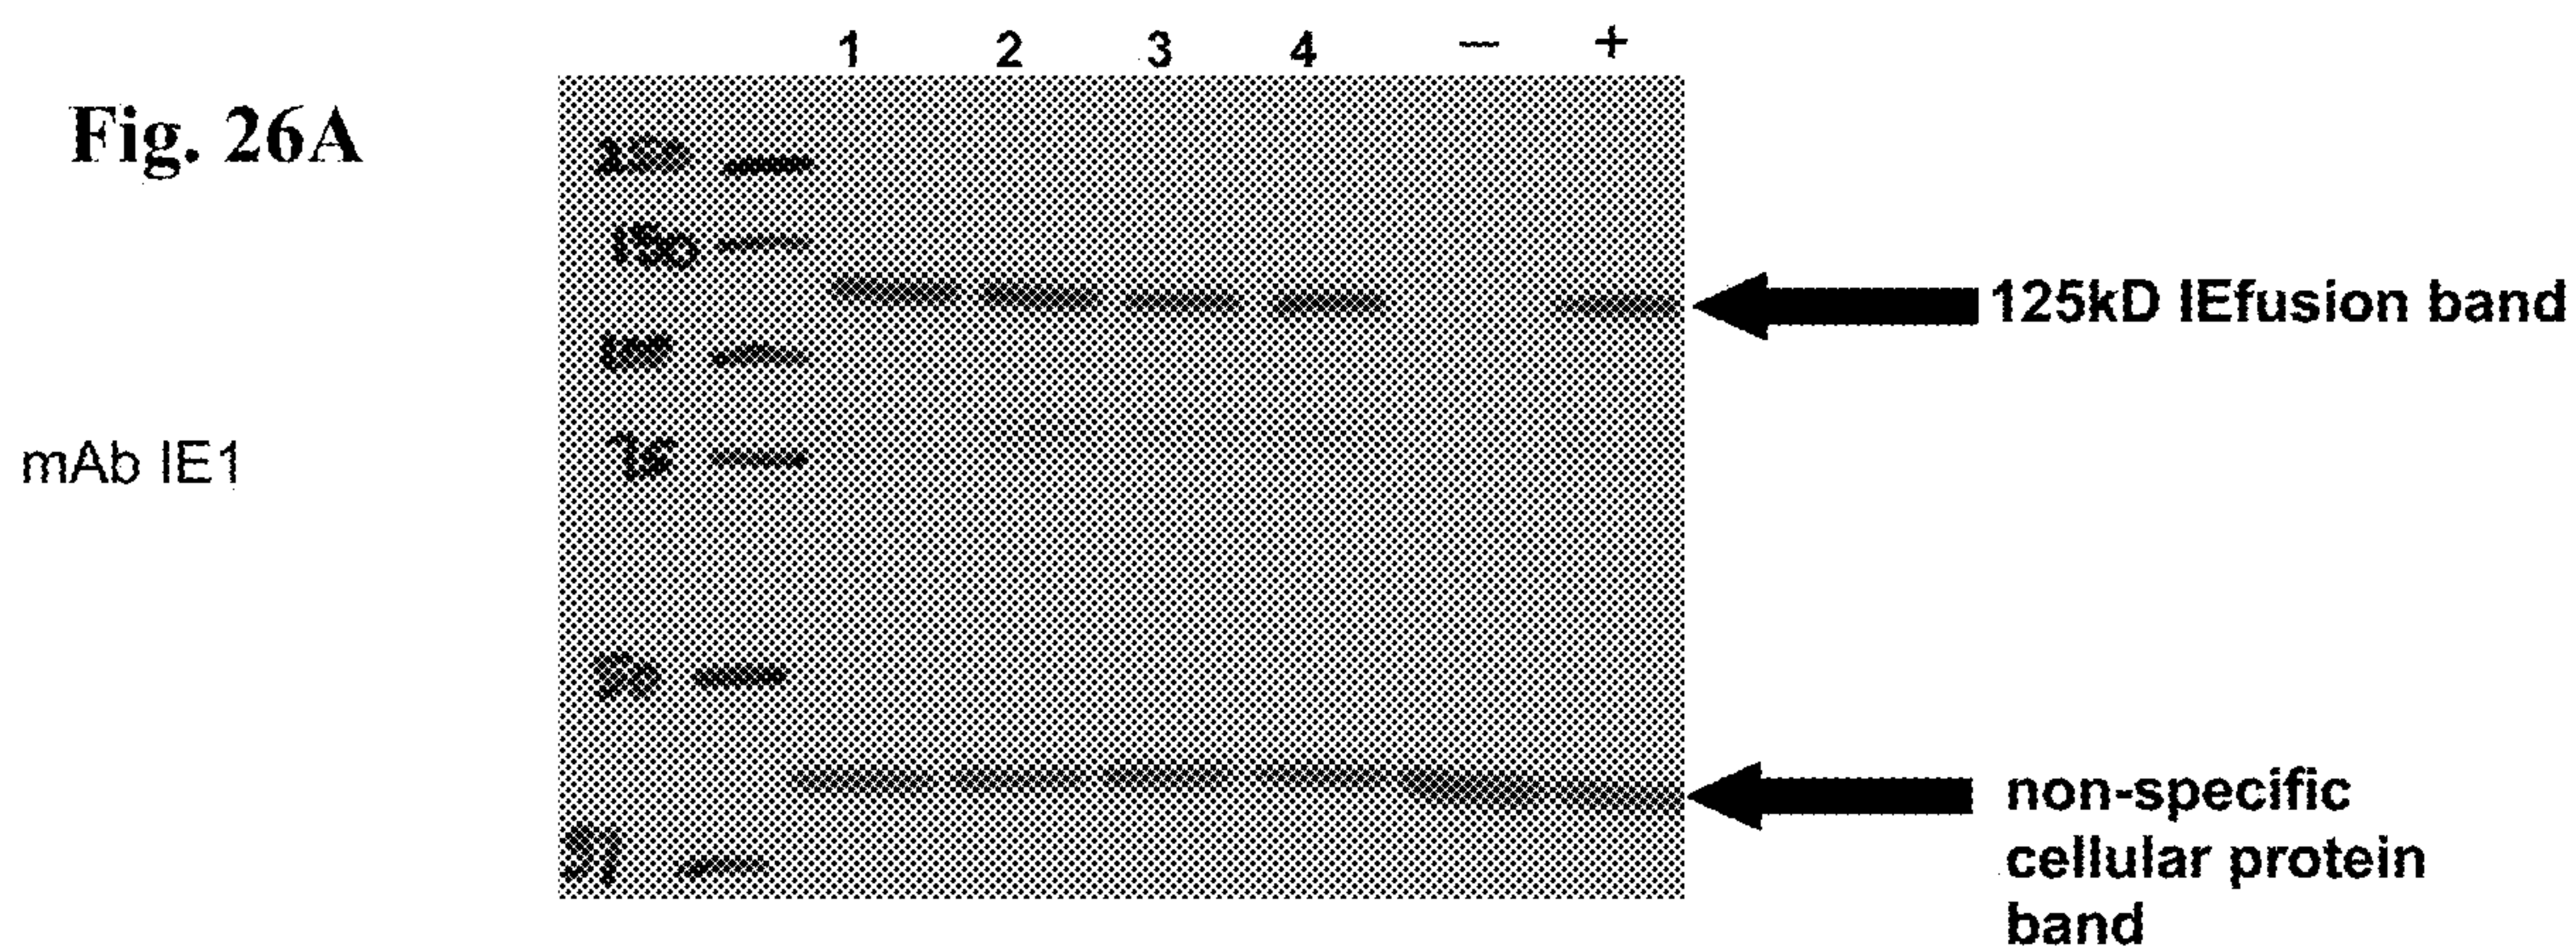 1 2 3 4 – +
Fig. 26A
150
125kD IEfusion band
75
mAb IE1
50
non-specific
cellular protein
band
37